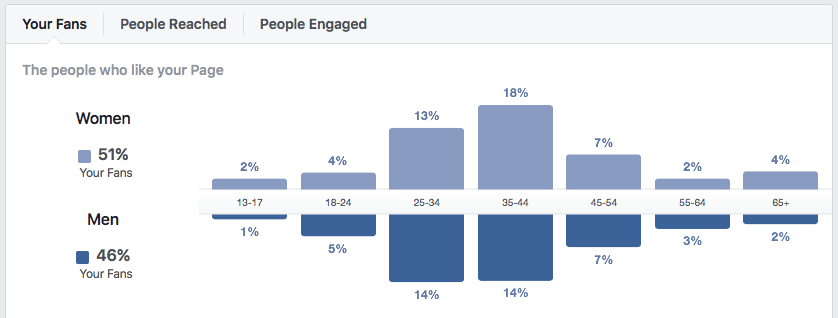 Your Fans People Reached People Engaged
The people who like your Page
Women
51%
Your Fans
2% 4% 13% 18% 7% 2% 4%
13-17 18-24 25-34 35-44 45-54 55-64 65+
Men
46%
Your Fans
1% 5% 14% 14% 7% 3% 2%